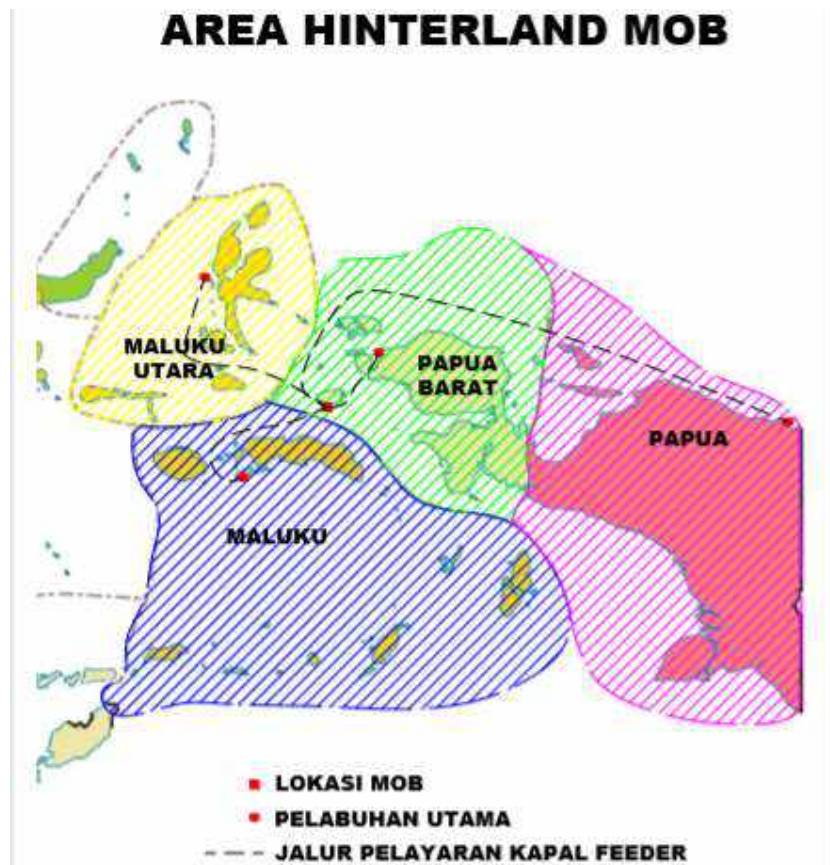 AREA HINTERLAND MOB
MALUKU
UTARA
PAPUA
BARAT
PAPUA
MALUKU
LOKASI MOB
PELABUHAN UTAMA
JALUR PELAYARAN KAPAL FEEDER